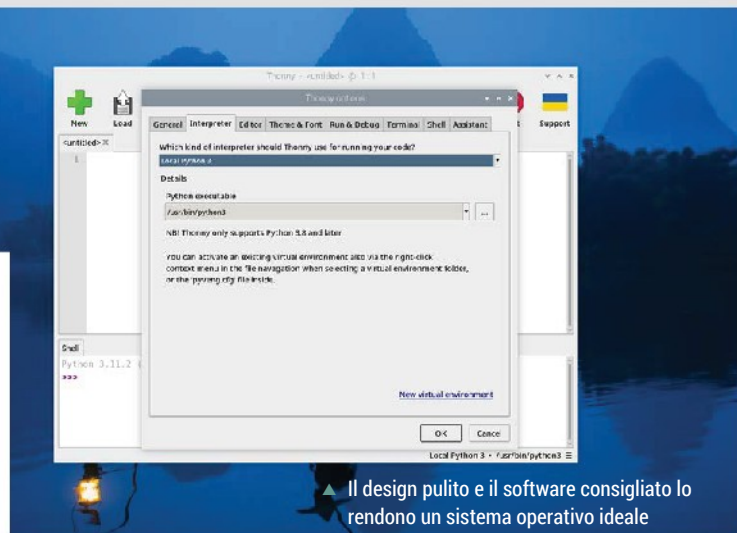 Thonny - <untitled> @ 1:1
Thonny options
New Load Support
General Interpreter Editor Theme & Font Run & Debug Terminal Shell Assistant
<untitled>
Which kind of interpreter should Thonny use for running your code?
Local Python 3
1
Details
Python executable
/usr/bin/python3
...
NB! Thonny only supports Python 3.8 and later
You can activate an existing virtual environment also via the right-click
context menu in the file navigation when selecting a virtual environment folder,
or the 'pyvenv.cfg' file inside.
Shell
Python 3.11.2 (
>>>
New virtual environment
OK Cancel
Local Python 3 • /usr/bin/python3
Il design pulito e il software consigliato lo
rendono un sistema operativo ideale